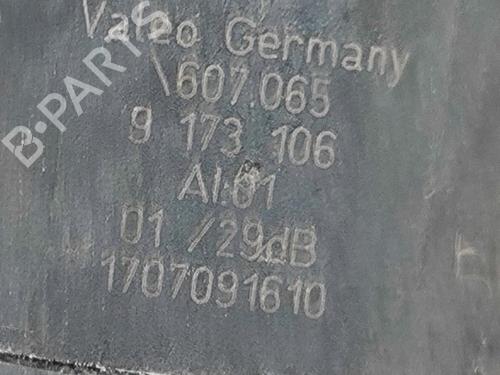 Valeo Germany
\607.065
9 173 106
AI:01
01 /29dB
1707091610
B-PARTS